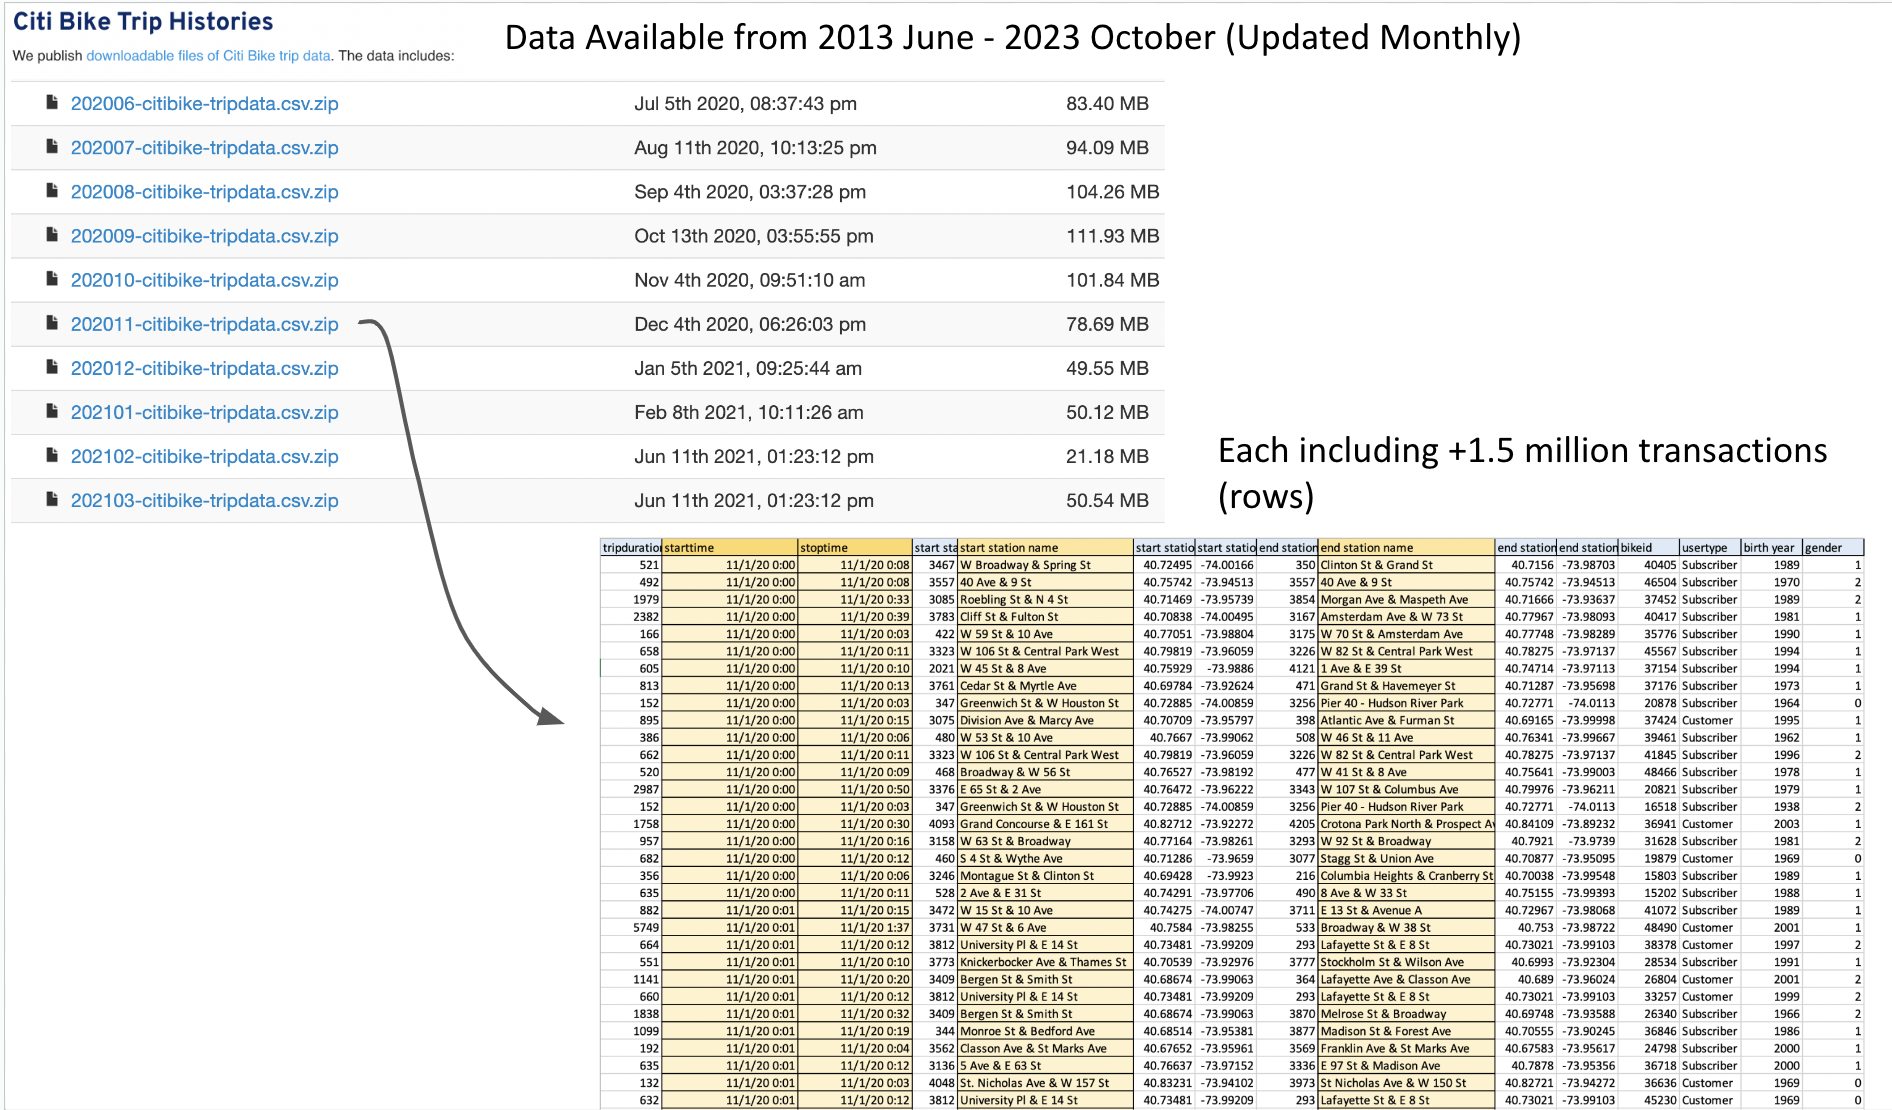 Citi Bike Trip Histories
Data Available from 2013 June - 2023 October (Updated Monthly)
We publish downloadable files of Citi Bike trip data. The data includes:
202006-citibike-tripdata.csv.zip Jul 5th 2020, 08:37:43 pm 83.40 MB
202007-citibike-tripdata.csv.zip Aug 11th 2020, 10:13:25 pm 94.09 MB
202008-citibike-tripdata.csv.zip Sep 4th 2020, 03:37:28 pm 104.26 MB
202009-citibike-tripdata.csv.zip Oct 13th 2020, 03:55:55 pm 111.93 MB
202010-citibike-tripdata.csv.zip Nov 4th 2020, 09:51:10 am 101.84 MB
202011-citibike-tripdata.csv.zip Dec 4th 2020, 06:26:03 pm 78.69 MB
202012-citibike-tripdata.csv.zip Jan 5th 2021, 09:25:44 am 49.55 MB
202101-citibike-tripdata.csv.zip Feb 8th 2021, 10:11:26 am 50.12 MB
202102-citibike-tripdata.csv.zip Jun 11th 2021, 01:23:12 pm 21.18 MB
202103-citibike-tripdata.csv.zip Jun 11th 2021, 01:23:12 pm 50.54 MB
Each including +1.5 million transactions
(rows)
tripduratio starttime stoptime start sta start station name start statio start statio end station end station name end station end station bikeid usertype birth year gender
521 11/1/20 0:00 11/1/20 0:08 3467 W Broadway & Spring St 40.72495 -74.00166 350 Clinton St & Grand St 40.7156 -73.98703 40405 Subscriber 1989 1
492 11/1/20 0:00 11/1/20 0:08 3557 40 Ave & 9 St 40.75742 -73.94513 3557 40 Ave & 9 St 40.75742 -73.94513 46504 Subscriber 1970 2
1979 11/1/20 0:00 11/1/20 0:33 3085 Roebling St & N 4 St 40.71469 -73.95739 3854 Morgan Ave & Maspeth Ave 40.71666 -73.93637 37452 Subscriber 1989 2
2382 11/1/20 0:00 11/1/20 0:39 3783 Cliff St & Fulton St 40.70838 -74.00495 3167 Amsterdam Ave & W 73 St 40.77967 -73.98093 40417 Subscriber 1981 1
166 11/1/20 0:00 11/1/20 0:03 422 W 59 St & 10 Ave 40.77051 -73.98804 3175 W 70 St & Amsterdam Ave 40.77748 -73.98289 35776 Subscriber 1990 1
658 11/1/20 0:00 11/1/20 0:11 3323 W 106 St & Central Park West 40.79819 -73.96059 3226 W 82 St & Central Park West 40.78275 -73.97137 45567 Subscriber 1994 1
605 11/1/20 0:00 11/1/20 0:10 2021 W 45 St & 8 Ave 40.75929 -73.9886 4121 1 Ave & E 39 St 40.74714 -73.97113 37154 Subscriber 1994 1
813 11/1/20 0:00 11/1/20 0:13 3761 Cedar St & Myrtle Ave 40.69784 -73.92624 471 Grand St & Havemeyer St 40.71287 -73.95698 37176 Subscriber 1973 1
152 11/1/20 0:00 11/1/20 0:03 347 Greenwich St & W Houston St 40.72885 -74.00859 3256 Pier 40 - Hudson River Park 40.72771 -74.0113 20878 Subscriber 1964 0
895 11/1/20 0:00 11/1/20 0:15 3075 Division Ave & Marcy Ave 40.70709 -73.95797 398 Atlantic Ave & Furman St 40.69165 -73.99998 37424 Customer 1995 1
386 11/1/20 0:00 11/1/20 0:06 480 W 53 St & 10 Ave 40.7667 -73.99062 508 W 46 St & 11 Ave 40.76341 -73.99667 39461 Subscriber 1962 1
662 11/1/20 0:00 11/1/20 0:11 3323 W 106 St & Central Park West 40.79819 -73.96059 3226 W 82 St & Central Park West 40.78275 -73.97137 41845 Subscriber 1996 2
520 11/1/20 0:00 11/1/20 0:09 468 Broadway & W 56 St 40.76527 -73.98192 477 W 41 St & 8 Ave 40.75641 -73.99003 48466 Subscriber 1978 1
2987 11/1/20 0:00 11/1/20 0:50 3376 E 65 St & 2 Ave 40.76472 -73.96222 3343 W 107 St & Columbus Ave 40.79976 -73.96211 20821 Subscriber 1979 1
152 11/1/20 0:00 11/1/20 0:03 347 Greenwich St & W Houston St 40.72885 -74.00859 3256 Pier 40 - Hudson River Park 40.72771 -74.0113 16518 Subscriber 1938 2
1758 11/1/20 0:00 11/1/20 0:30 4093 Grand Concourse & E 161 St 40.82712 -73.92272 4205 Crotona Park North & Prospect Av 40.84109 -73.89232 36941 Customer 2003 1
957 11/1/20 0:00 11/1/20 0:16 3158 W 63 St & Broadway 40.77164 -73.98261 3293 W 92 St & Broadway 40.7921 -73.9739 31628 Subscriber 1981 2
682 11/1/20 0:00 11/1/20 0:12 460 S 4 St & Wythe Ave 40.71286 -73.9659 3077 Stagg St & Union Ave 40.70877 -73.95095 19879 Customer 1969 0
356 11/1/20 0:00 11/1/20 0:06 3246 Montague St & Clinton St 40.69428 -73.9923 216 Columbia Heights & Cranberry St 40.70038 -73.99548 15803 Subscriber 1989 1
635 11/1/20 0:00 11/1/20 0:11 528 2 Ave & E 31 St 40.74291 -73.97706 490 8 Ave & W 33 St 40.75155 -73.99393 15202 Subscriber 1988 1
882 11/1/20 0:01 11/1/20 0:15 3472 W 15 St & 10 Ave 40.74275 -74.00747 3711 E 13 St & Avenue A 40.72967 -73.98068 41072 Subscriber 1989 1
5749 11/1/20 0:01 11/1/20 1:37 3731 W 47 St & 6 Ave 40.7584 -73.98255 533 Broadway & W 38 St 40.753 -73.98722 48490 Customer 2001 1
664 11/1/20 0:01 11/1/20 0:12 3812 University Pl & E 14 St 40.73481 -73.99209 293 Lafayette St & E 8 St 40.73021 -73.99103 38378 Customer 1997 2
551 11/1/20 0:01 11/1/20 0:10 3773 Knickerbocker Ave & Thames St 40.70539 -73.92976 3777 Stockholm St & Wilson Ave 40.6993 -73.92304 28534 Subscriber 1991 1
1141 11/1/20 0:01 11/1/20 0:20 3409 Bergen St & Smith St 40.68674 -73.99063 364 Lafayette Ave & Classon Ave 40.689 -73.96024 26804 Customer 2001 2
660 11/1/20 0:01 11/1/20 0:12 3812 University Pl & E 14 St 40.73481 -73.99209 293 Lafayette St & E 8 St 40.73021 -73.99103 33257 Customer 1999 2
1838 11/1/20 0:01 11/1/20 0:32 3409 Bergen St & Smith St 40.68674 -73.99063 3870 Melrose St & Broadway 40.69748 -73.93588 26340 Subscriber 1966 2
1099 11/1/20 0:01 11/1/20 0:19 344 Monroe St & Bedford Ave 40.68514 -73.95381 3877 Madison St & Forest Ave 40.70555 -73.90245 36846 Subscriber 1986 1
192 11/1/20 0:01 11/1/20 0:04 3562 Classon Ave & St Marks Ave 40.67652 -73.95961 3569 Franklin Ave & St Marks Ave 40.67583 -73.95617 24798 Subscriber 2000 1
635 11/1/20 0:01 11/1/20 0:12 3136 5 Ave & E 63 St 40.76637 -73.97152 3336 E 97 St & Madison Ave 40.7878 -73.95356 36718 Subscriber 2000 1
132 11/1/20 0:01 11/1/20 0:03 4048 St. Nicholas Ave & W 157 St 40.83231 -73.94102 3973 St Nicholas Ave & W 150 St 40.82721 -73.94272 36636 Customer 1969 0
632 11/1/20 0:01 11/1/20 0:12 3812 University Pl & E 14 St 40.73481 -73.99209 293 Lafayette St & E 8 St 40.73021 -73.99103 45230 Customer 1969 0